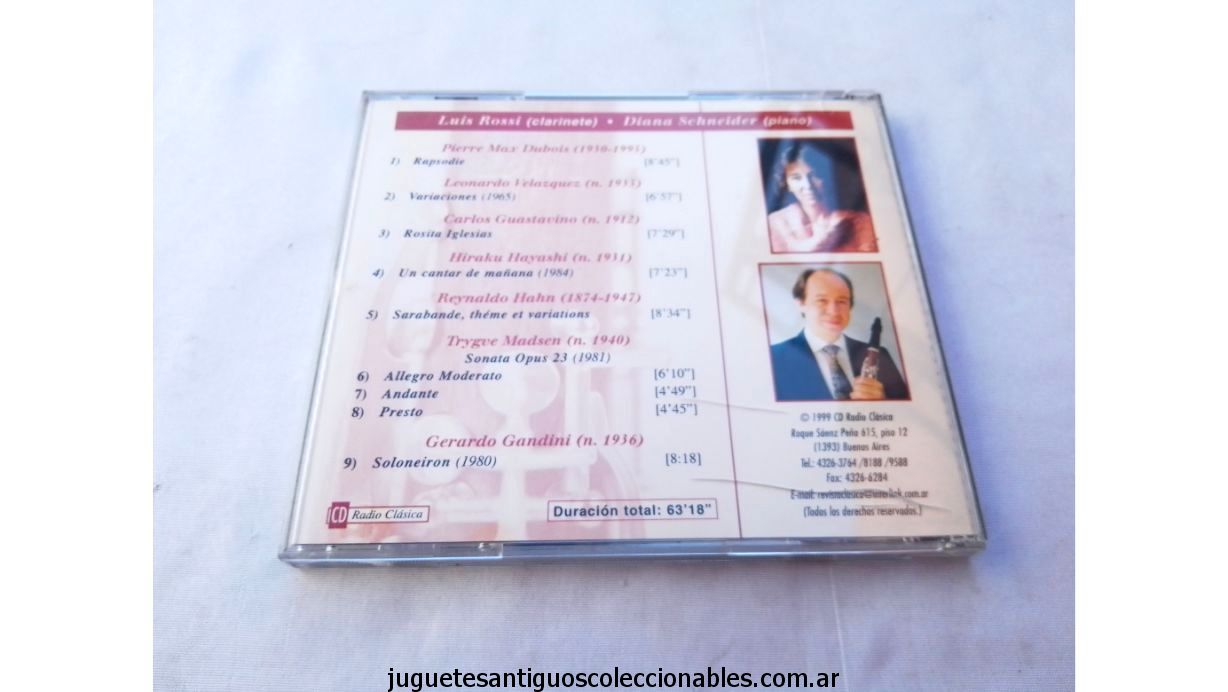 Luis Rossi (clarinete) • Diana Schneider (piano)
Pierre Max Dubois (1930-1995)
1) Rapsodie [8'45"]
Leonardo Velazquez (n. 1935)
2) Variaciones (1965) [6'57"]
Carlos Guastavino (n. 1912)
3) Rosita Iglesias [7'29"]
Hiraku Hayashi (n. 1931)
4) Un cantar de mañana (1984) [7'23"]
Reynaldo Hahn (1874-1947)
5) Sarabande, théme et variations [8'34"]
Trygve Madsen (n. 1940)
Sonata Opus 23 (1981)
6) Allegro Moderato [6'10"]
7) Andante [4'49"]
8) Presto [4'45"]
Gerardo Gandini (n. 1936)
9) Soloneiron (1980) [8:18]
CD Radio Clásica
Duración total: 63'18"
© 1999 CD Radio Clásica
Roque Sáenz Peña 615, piso 12
(1393) Buenos Aires
Tel.: 4326-3764 /8188 /9588
Fax: 4326-6284
E-mail: revistaclasica@interlink.com.ar
(Todos los derechos reservados.)
juguetesantiguoscoleccionables.com.ar